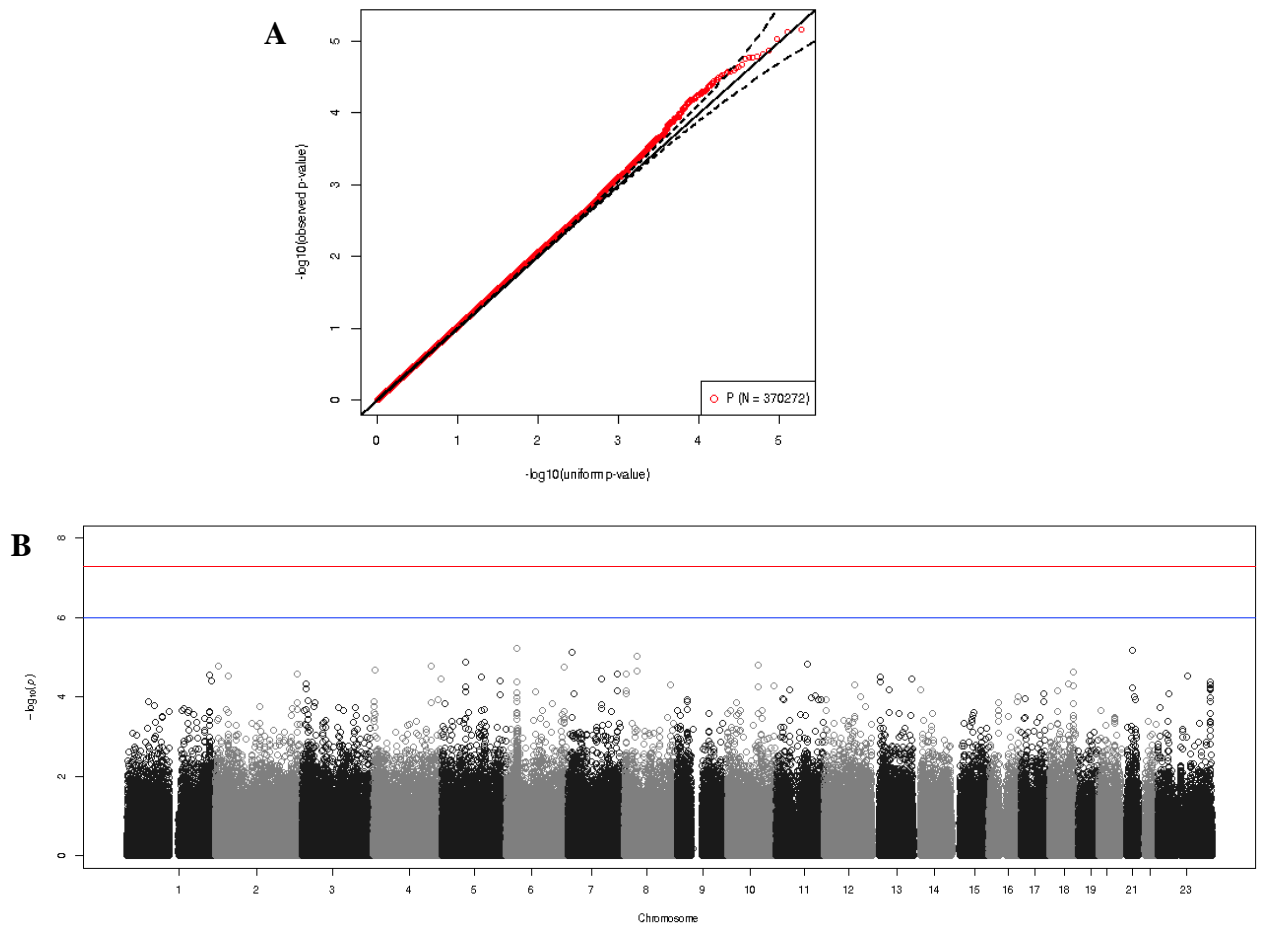 A
-log10(observed p-value)
5
4
3
2
1
0
P (N = 370272)
0 1 2 3 4 5
-log10(uniform p-value)
B
-log10(p)
8
6
4
2
0
1 2 3 4 5 6 7 8 9 10 11 12 13 14 15 16 17 18 19 21 23
Chromosome